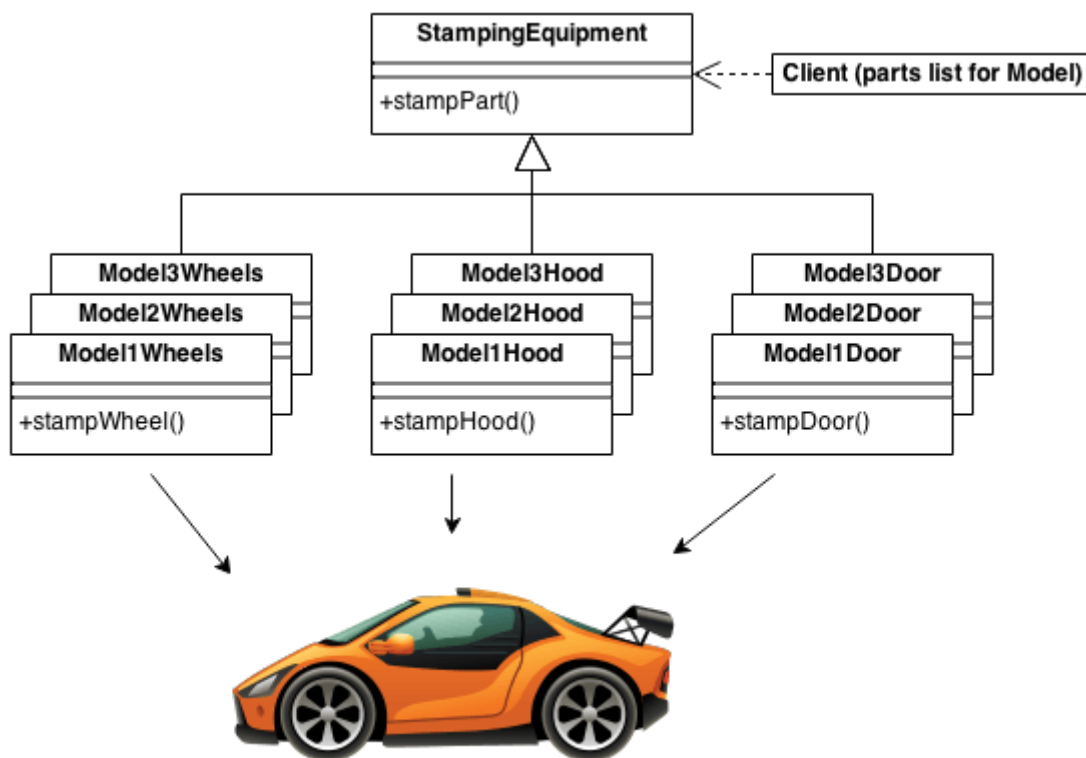 StampingEquipment
Client (parts list for Model)
+stampPart()
Model3Wheels
Model2Wheels
Model1Wheels
+stampWheel()
Model3Hood
Model2Hood
Model1Hood
+stampHood()
Model3Door
Model2Door
Model1Door
+stampDoor()